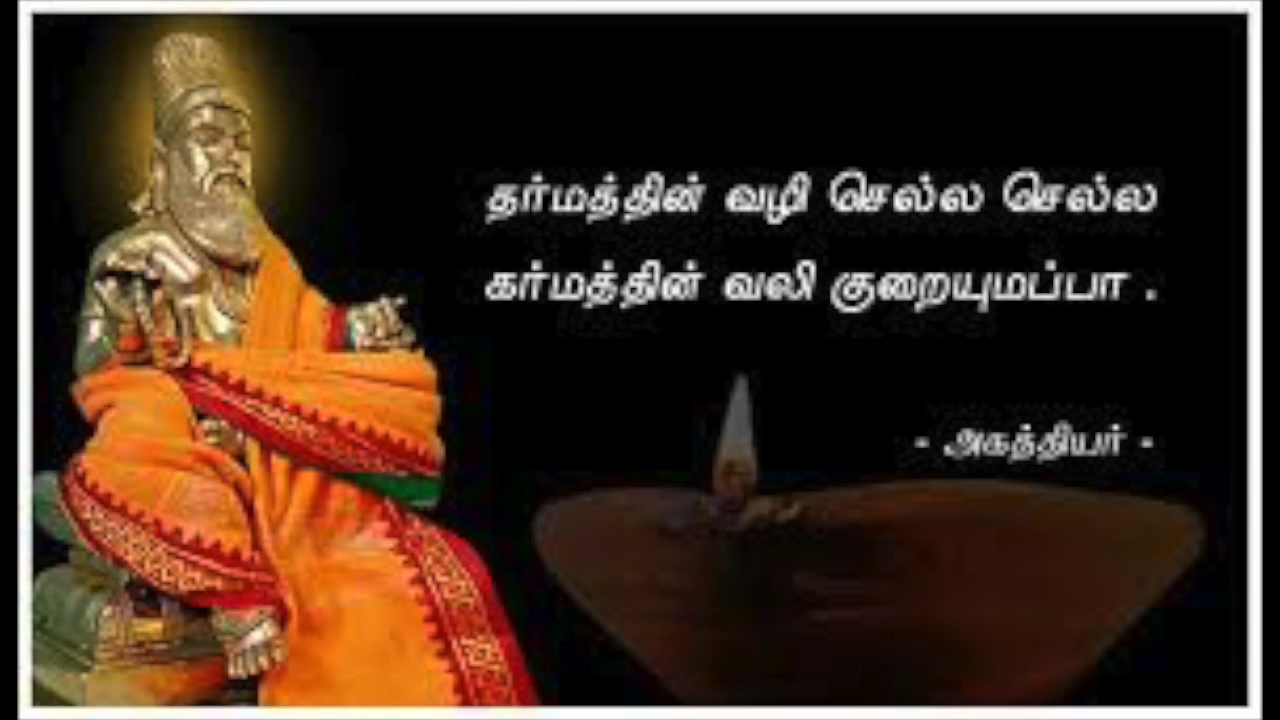 தர்மத்தின் வழி செல்ல செல்ல
கர்மத்தின் வலி குறையுமப்பா .
- அகத்தியர் -